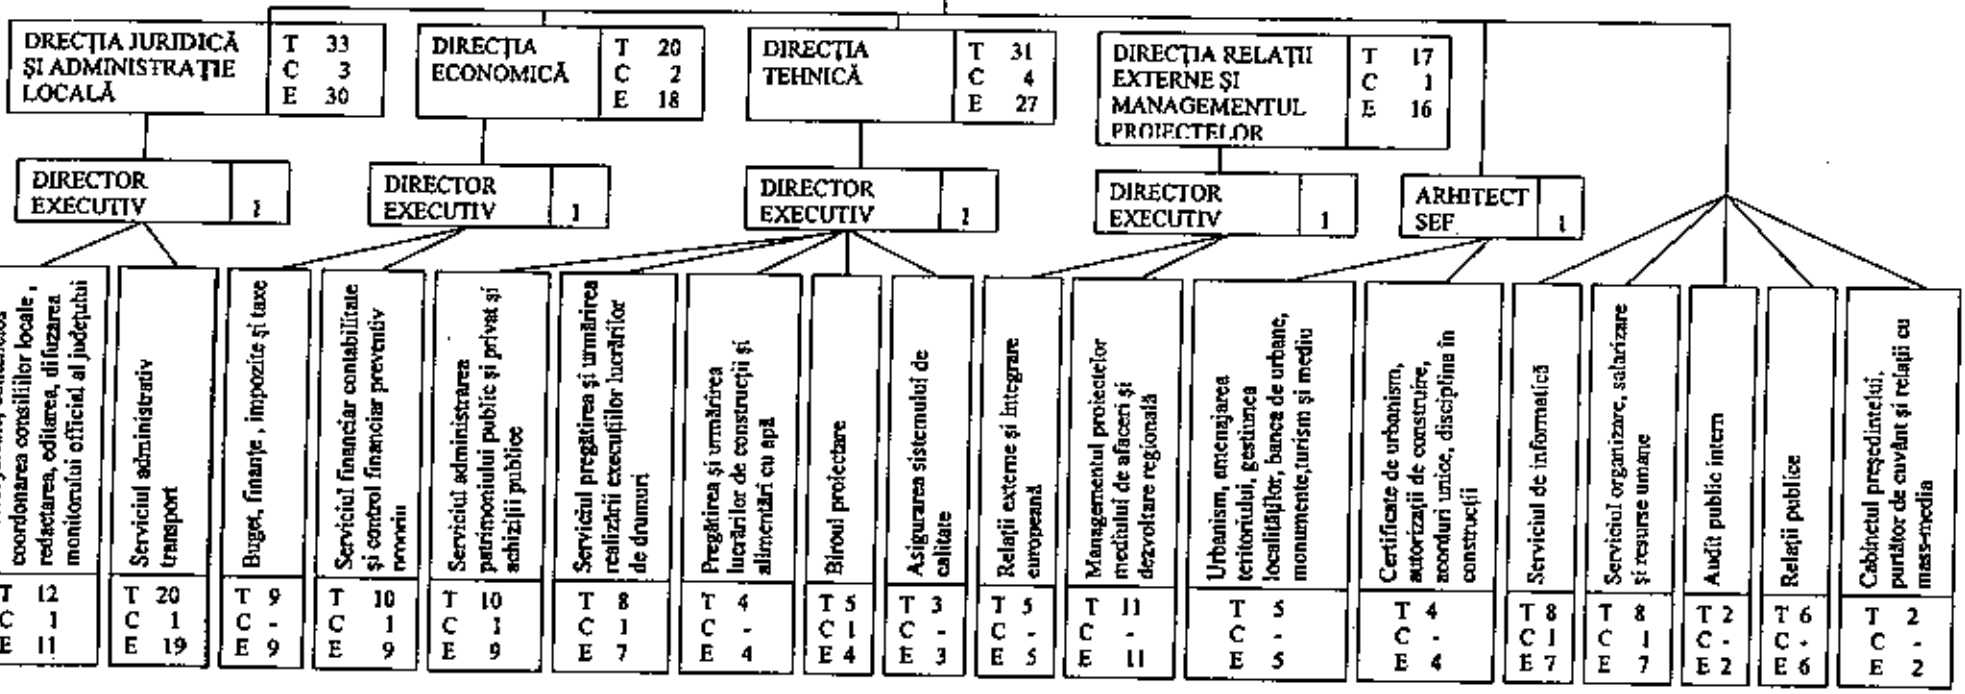 DRECȚIA JURIDICĂ
ȘI ADMINISTRAȚIE
LOCALĂ
T 33
C 3
E 30
DIRECȚIA
ECONOMICĂ
T 20
C 2
E 18
DIRECȚIA
TEHNICĂ
T 31
C 4
E 27
DIRECȚIA RELAȚII
EXTERNE ȘI
MANAGEMENTUL
PROIECTELOR
T 17
C 1
E 16
DIRECTOR
EXECUTIV 1
DIRECTOR
EXECUTIV 1
DIRECTOR
EXECUTIV 1
DIRECTOR
EXECUTIV 1
ARHITECT
SEF 1
coordonarea consiliilor locale ,
redactarea, editarea, difuzarea
monitorului official al județului
T 12
C 1
E 11
Serviciul administrativ
transport
T 20
C 1
E 19
Buget, finanțe , impozite și taxe
T 9
C -
E 9
Serviciul financiar contabilitate
și control financiar preventiv
T 10
C 1
E 9
Serviciul administrarea
patrimoniului public și privat și
achiziții publice
T 10
C 1
E 9
Serviciul pregătirea și urmărirea
realizării execuțiilor lucrărilor
de drumuri
T 8
C 1
E 7
Pregătirea și urmărirea
lucrărilor de construcții și
alimentări cu apă
T 4
C -
E 4
Biroul proiectare
T 5
C 1
E 4
Asigurarea sistemului de
calitate
T 3
C -
E 3
Relații externe și integrare
europeană
T 5
C -
E 5
Managementul proiectelor
mediului de afaceri și
dezvoltare regională
T 11
C -
E 11
Urbanism, amenajarea
teritoriului, gestiunea
localităților, banca de urbane,
monumente,turism și mediu
T 5
C -
E 5
Certificate de urbanism,
autorizații de construire,
acorduri unice, disciplina în
construcții
T 4
C -
E 4
Serviciul de informatică
T 8
C 1
E 7
Serviciul organizare, salarizare
și resurse umane
T 8
C 1
E 7
Audit public intern
T 2
C -
E 2
Relații publice
T 6
C -
E 6
Cabinetul președintelui,
purtător de cuvânt și relații cu
mass-media
T 2
C -
E 2